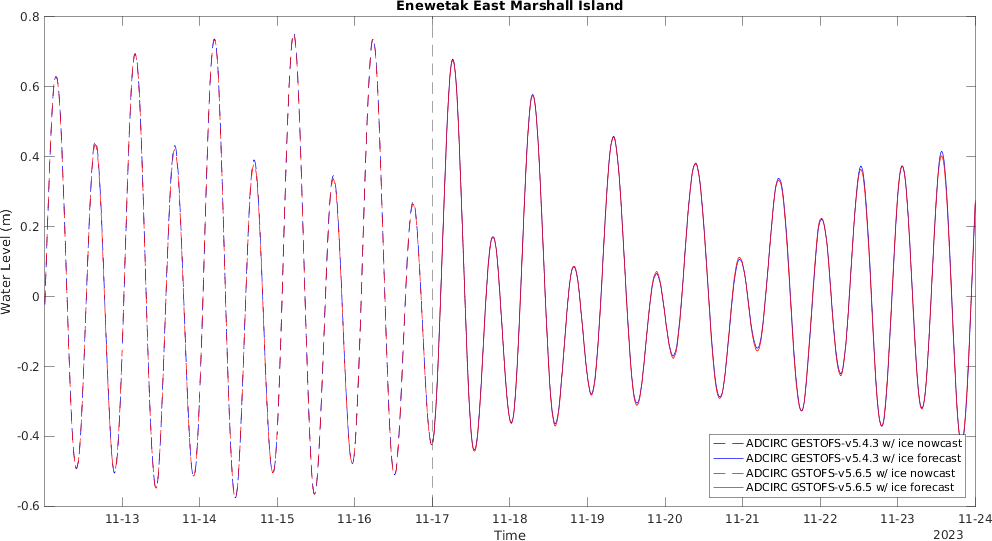 Enewetak East Marshall Island
0.8
0.6
0.4
0.2
0
-0.2
-0.4
-0.6
Water Level (m)
ADCIRC GESTOFS-v5.4.3 w/ ice nowcast
ADCIRC GESTOFS-v5.4.3 w/ ice forecast
ADCIRC GSTOFS-v5.6.5 w/ ice nowcast
ADCIRC GSTOFS-v5.6.5 w/ ice forecast
11-13 11-14 11-15 11-16 11-17 11-18 11-19 11-20 11-21 11-22 11-23 11-24
Time
2023